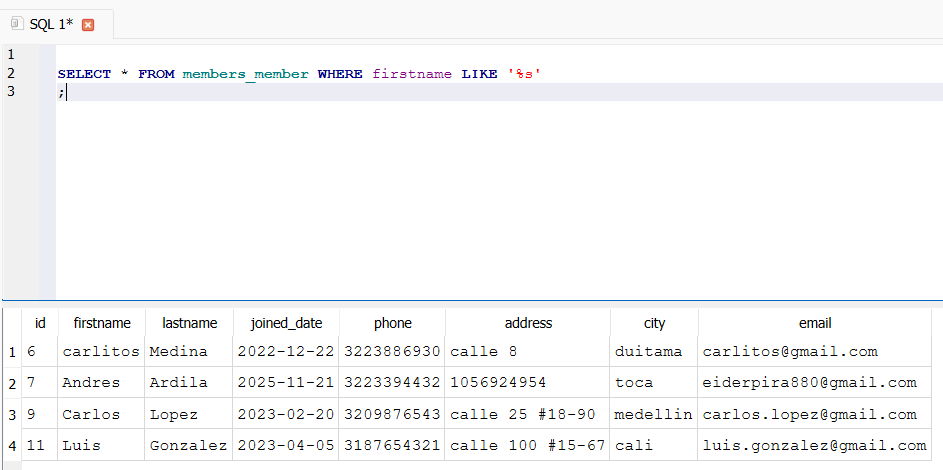 SQL 1*
1
2 SELECT * FROM members_member WHERE firstname LIKE '%s'
3 ;
id firstname lastname joined_date phone address city email
1 6 carlitos Medina 2022-12-22 3223886930 calle 8 duitama carlitos@gmail.com
2 7 Andres Ardila 2025-11-21 3223394432 1056924954 toca eiderpira880@gmail.com
3 9 Carlos Lopez 2023-02-20 3209876543 calle 25 #18-90 medellin carlos.lopez@gmail.com
4 11 Luis Gonzalez 2023-04-05 3187654321 calle 100 #15-67 cali luis.gonzalez@gmail.com